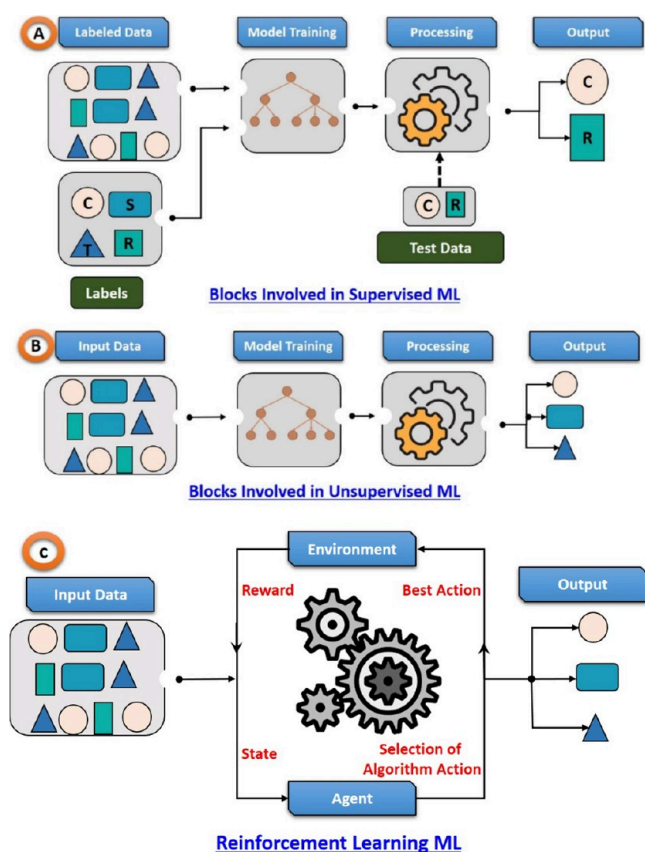 A
Labeled Data
Model Training
Processing
Output
C
R
C
S
T
R
C
R
Test Data
Labels
Blocks Involved in Supervised ML
B
Input Data
Model Training
Processing
Output
Blocks Involved in Unsupervised ML
c
Input Data
Environment
Output
Reward
Best Action
State
Selection of
Algorithm Action
Agent
Reinforcement Learning ML